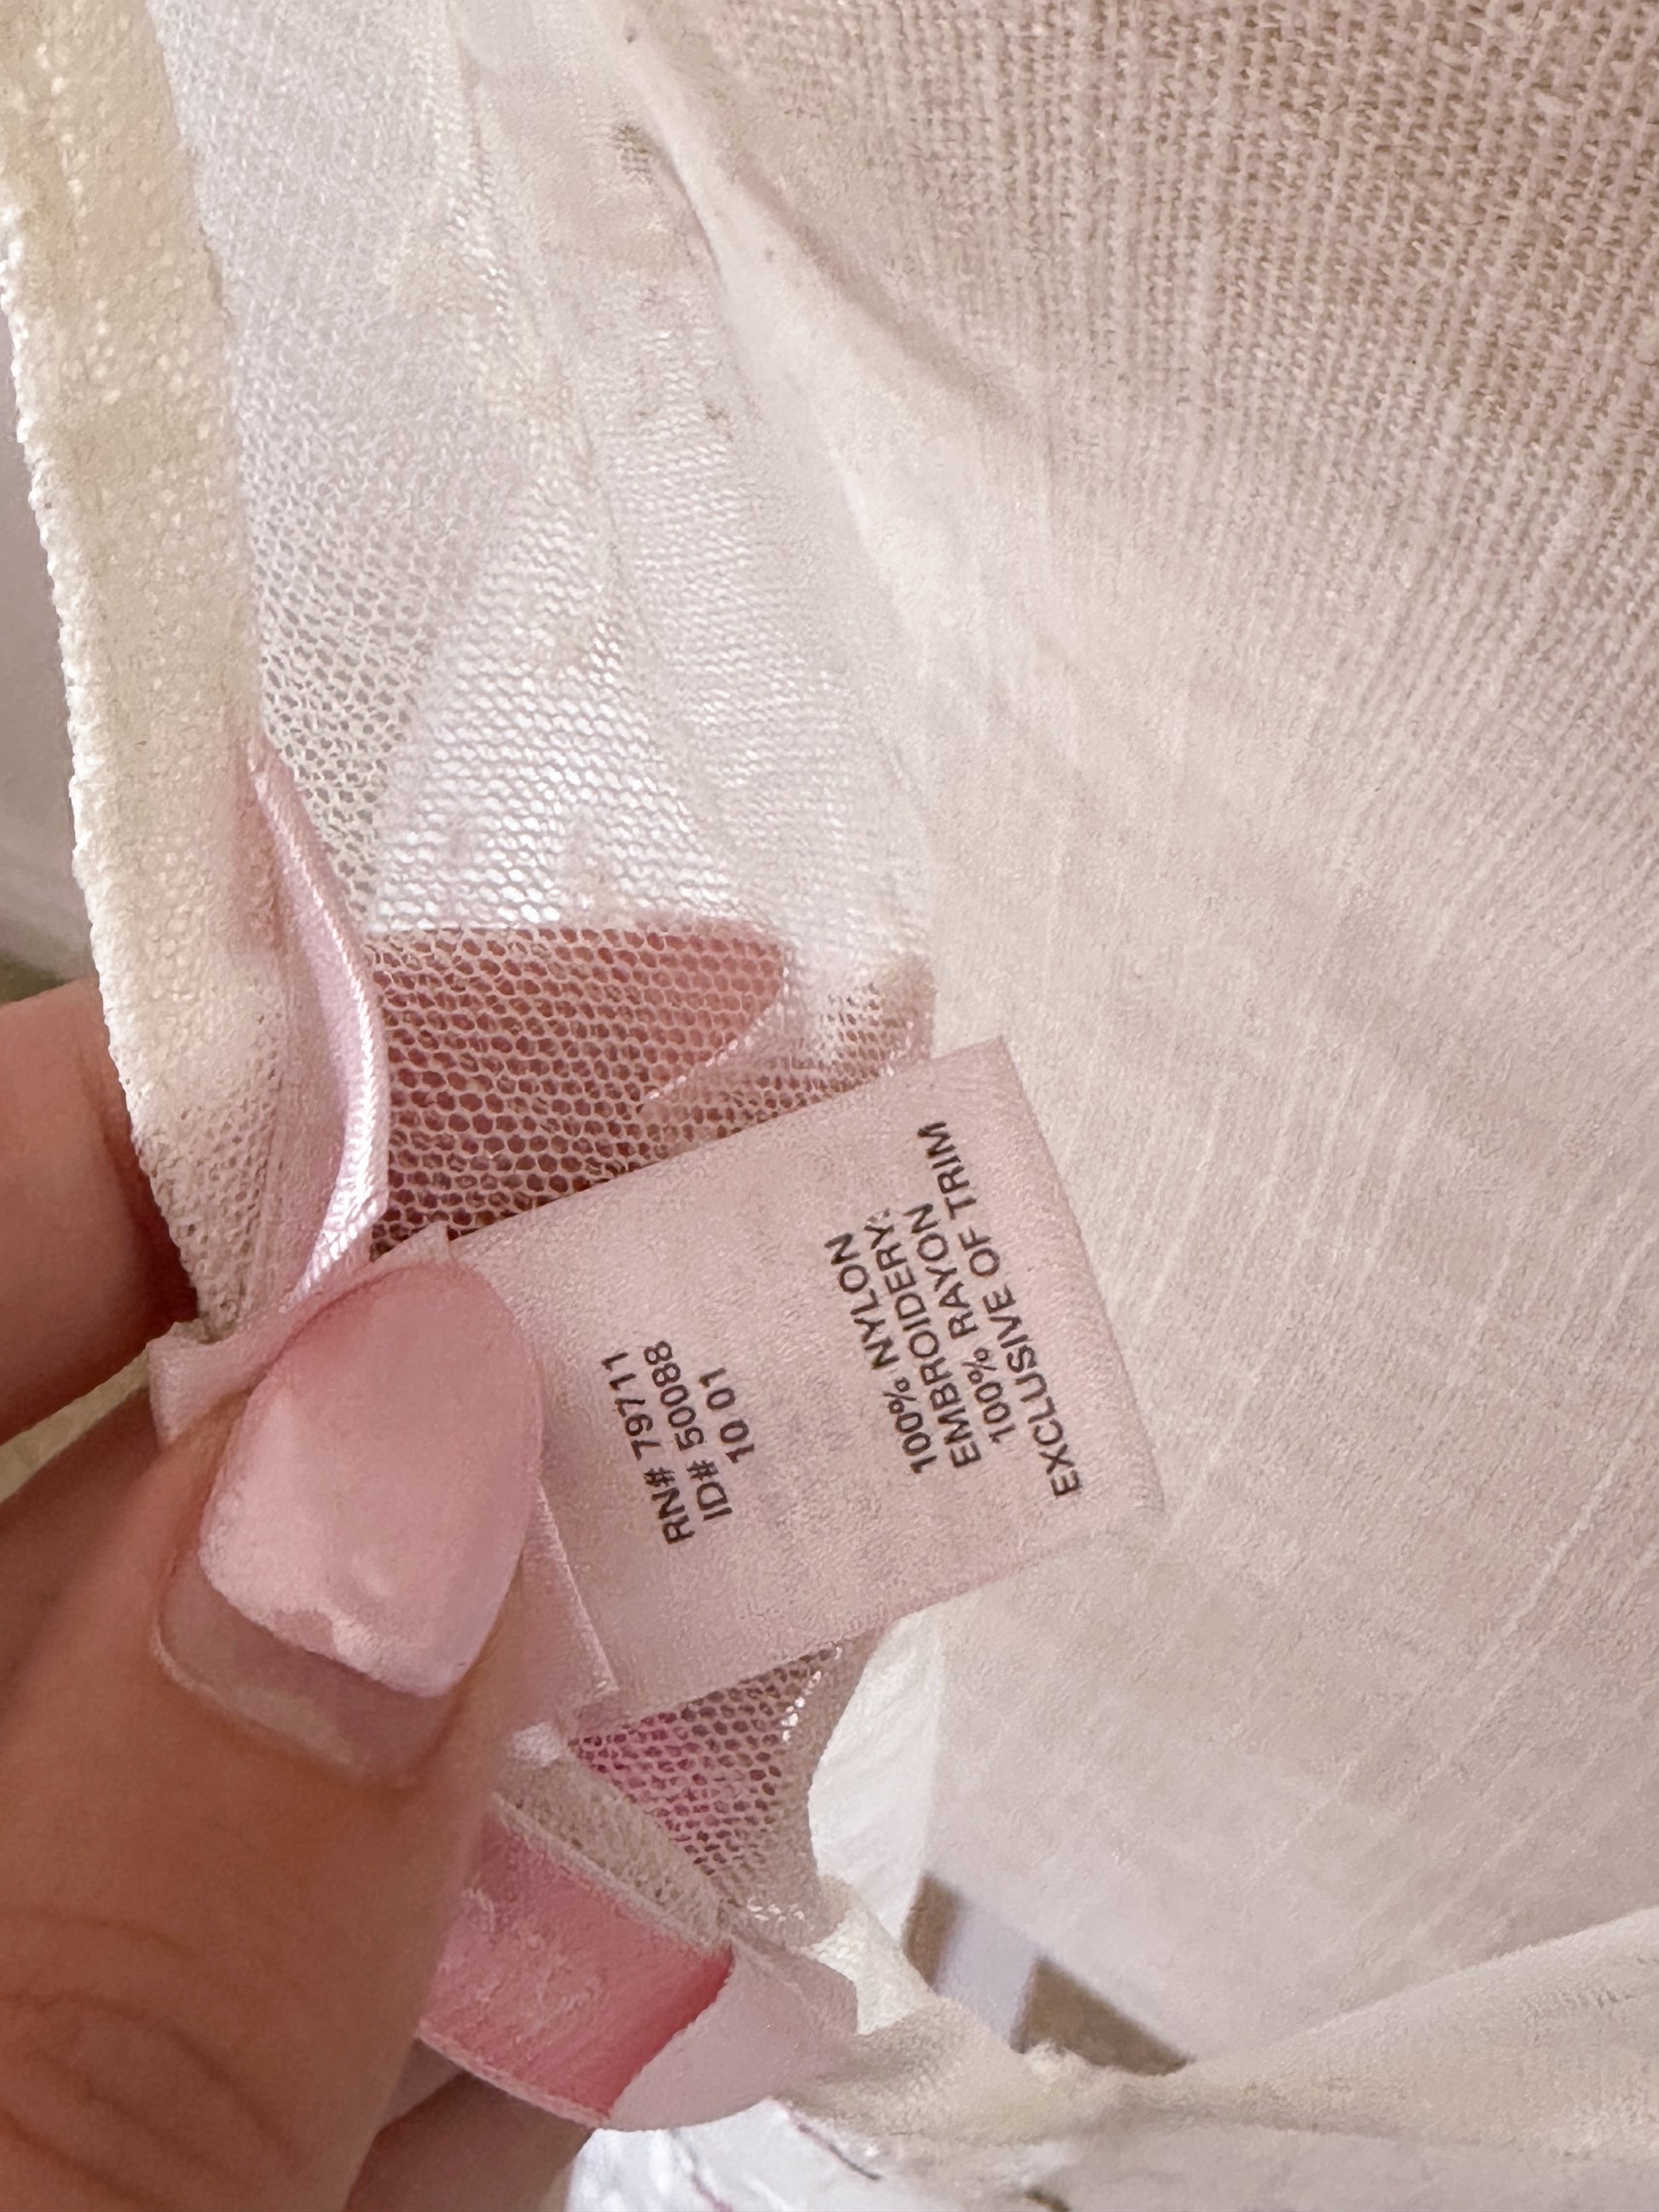 RN# 79711
ID# 50088
10 01
100% NYLON
EMBROIDERY:
100% RAYON
EXCLUSIVE OF TRIM